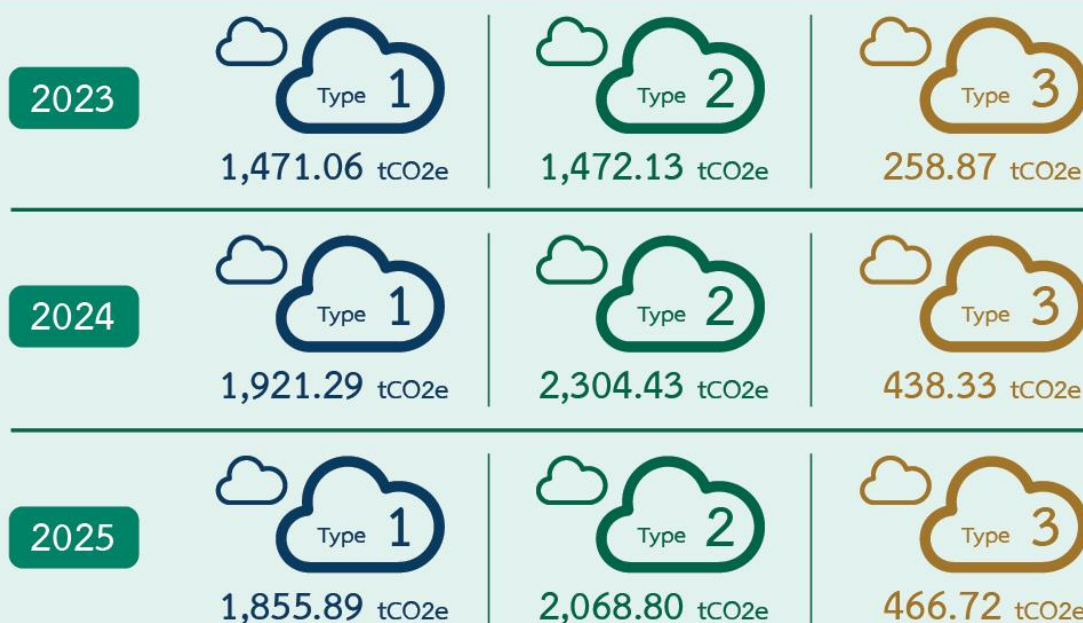 2023
Type 1
Type 2
Type 3
1,471.06 tCO2e
1,472.13 tCO2e
258.87 tCO2e
2024
Type 1
Type 2
Type 3
1,921.29 tCO2e
2,304.43 tCO2e
438.33 tCO2e
2025
Type 1
Type 2
Type 3
1,855.89 tCO2e
2,068.80 tCO2e
466.72 tCO2e